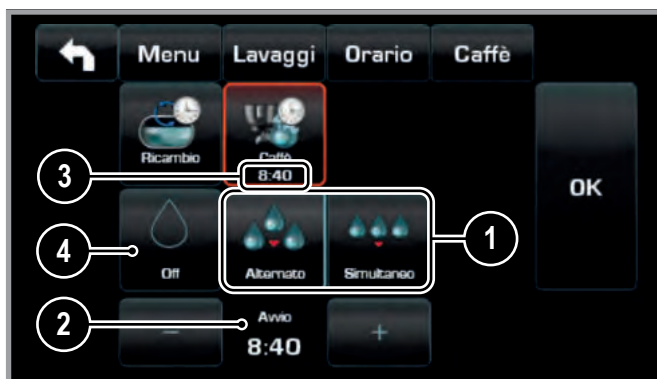 Menu Lavaggi Orario Caffè
Ricambio Caffè
8:40
3
OK
4
Off Alternato Simultaneo
1
2
− Avvio +
8:40